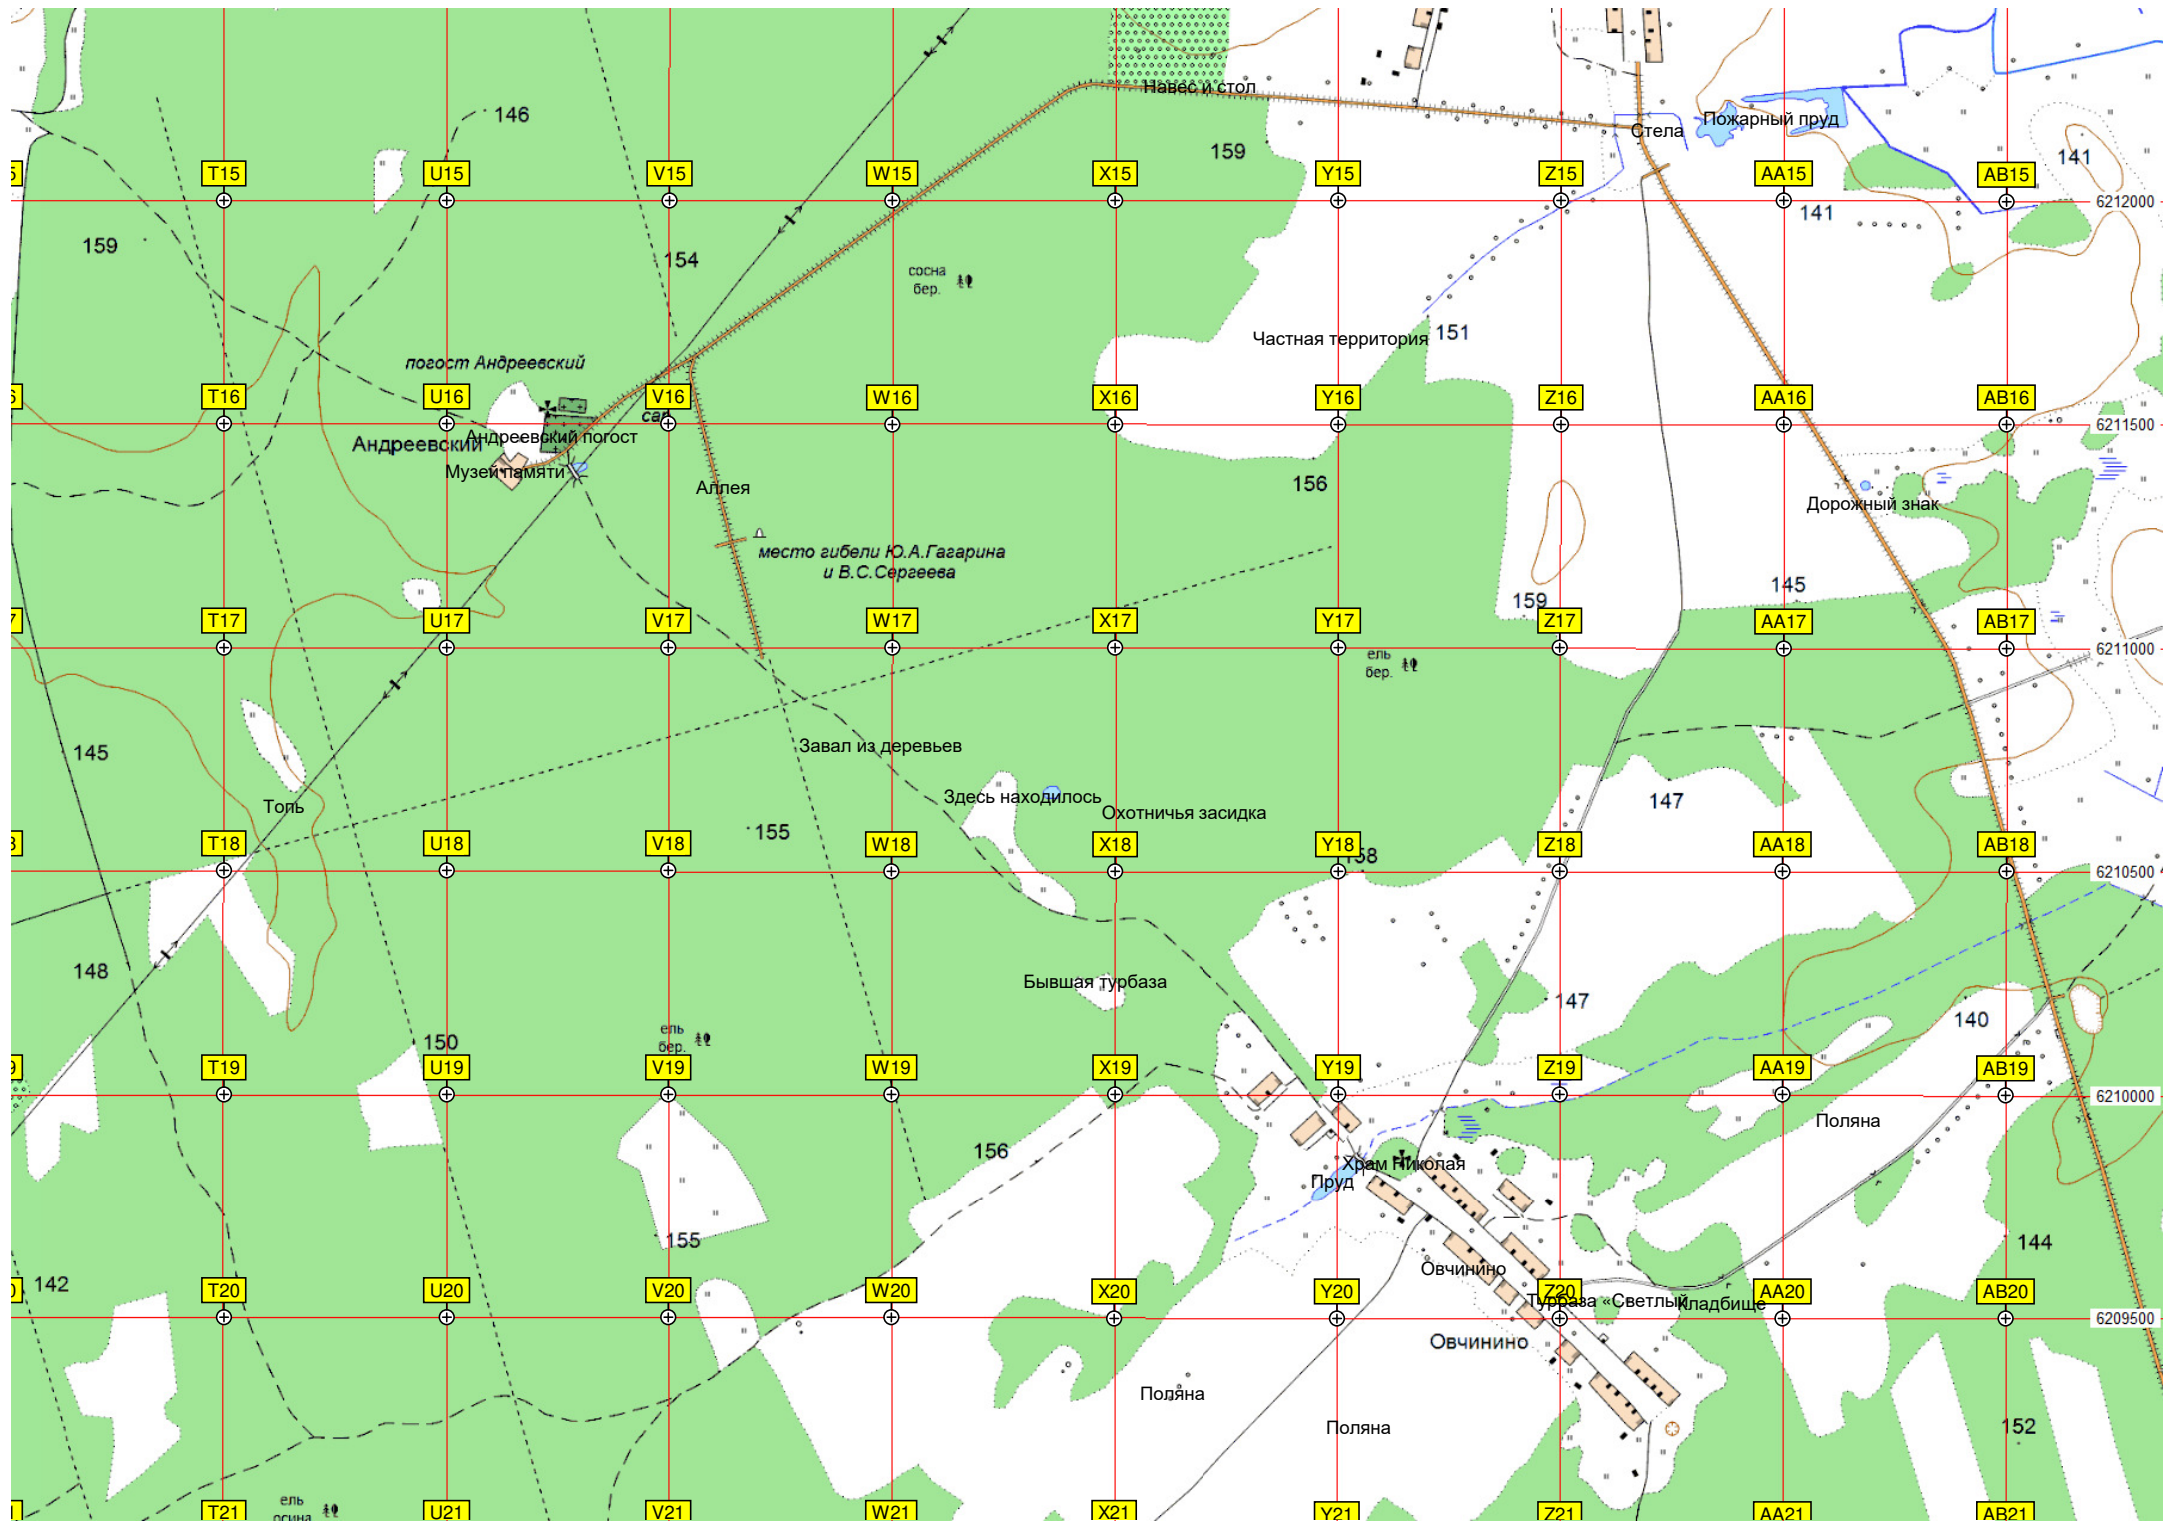 Навес и стол
Пожарный пруд
146
Стела
159
141
T15
U15
V15
W15
X15
Y15
Z15
AA15
AB15
6212000
141
159
154
сосна
бер.
Частная территория
151
погост Андреевский
T16
U16
V16
W16
X16
Y16
Z16
AA16
AB16
сар.
6211500
Андреевский погост
Андреевский
Музей памяти
156
Аллея
Дорожный знак
место гибели Ю.А.Гагарина
и В.С.Сергеева
145
159
T17
U17
V17
W17
X17
Y17
Z17
AA17
AB17
6211000
ель
бер.
145
Завал из деревьев
Здесь находилось
147
Топь
Охотничья засидка
155
T18
U18
V18
W18
X18
Y18
Z18
AA18
AB18
158
6210500
148
Бывшая турбаза
147
140
ель
бер.
150
T19
U19
V19
W19
X19
Y19
Z19
AA19
AB19
6210000
Поляна
156
Храм Николая
Пруд
155
144
Овчинино
142
T20
U20
V20
W20
X20
Y20
Z20
AA20
AB20
Турбаза «Светлый
Кладбище
6209500
Овчинино
Поляна
Поляна
152
ель
осина
T21
U21
V21
W21
X21
Y21
Z21
AA21
AB21